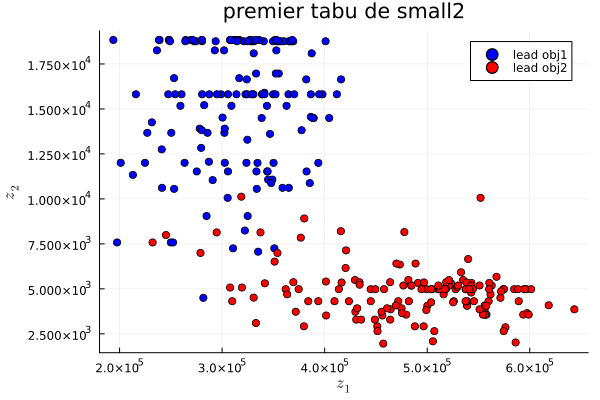 premier tabu de small2
lead obj1
lead obj2
1.750×10⁴
1.500×10⁴
1.250×10⁴
1.000×10⁴
7.500×10³
5.000×10³
2.500×10³
z₂
2.0×10⁵ 3.0×10⁵ 4.0×10⁵ 5.0×10⁵ 6.0×10⁵
z₁